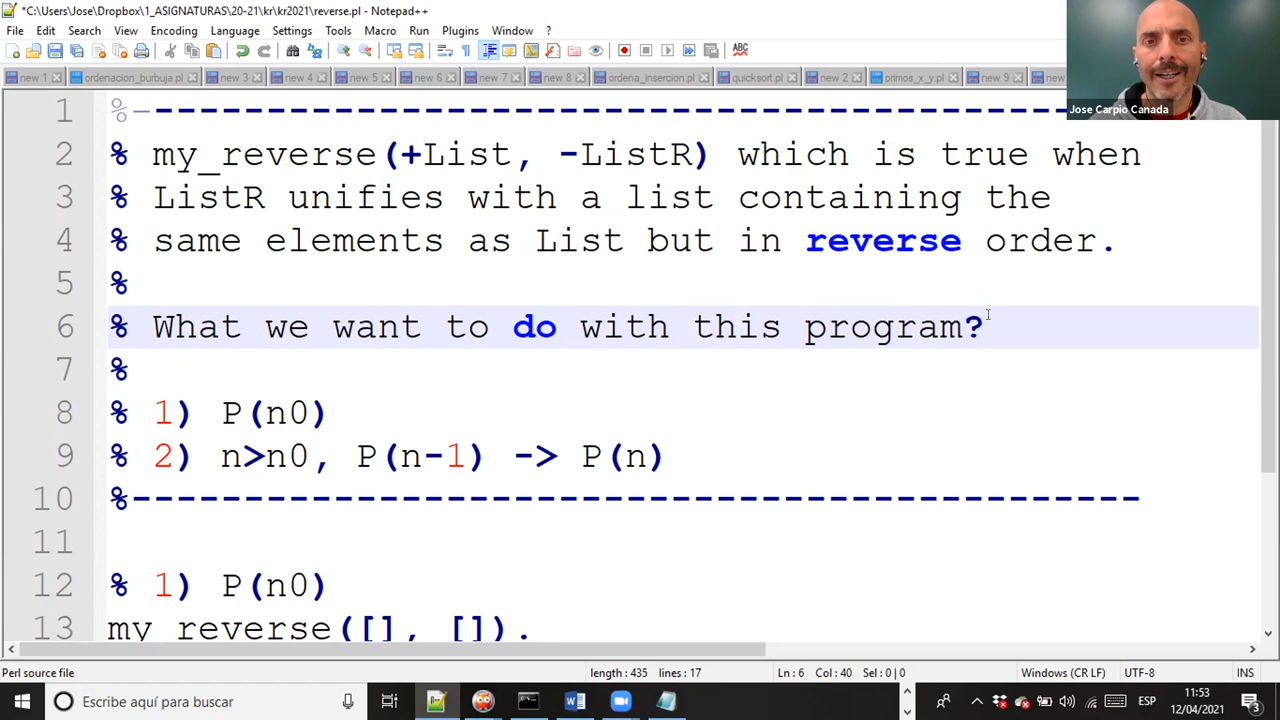 *C:\Users\Jose\Dropbox\1_ASIGNATURAS\20-21\kr\kr2021\reverse.pl - Notepad++
File Edit Search View Encoding Language Settings Tools Macro Run Plugins Window ?
new 1 ordenacion_burbuja.pl new 3 new 4 new 5 new 6 new 7 new 8 ordena_insercion.pl quicksort.pl new 2 primos_x_y.pl new 9 new
Jose Carpio Canada
1 %-----------------------------------------
2 % my_reverse(+List, -ListR) which is true when
3 % ListR unifies with a list containing the
4 % same elements as List but in reverse order.
5 %
6 % What we want to do with this program?
7 %
8 % 1) P(n0)
9 % 2) n>n0, P(n-1) -> P(n)
10 %---------------------------------------------
11
12 % 1) P(n0)
13 my_reverse([], []).
Perl source file length : 435 lines : 17 Ln : 6 Col : 40 Sel : 0 | 0 Windows (CR LF) UTF-8 INS
Escribe aquí para buscar ESP 11:53
12/04/2021 3